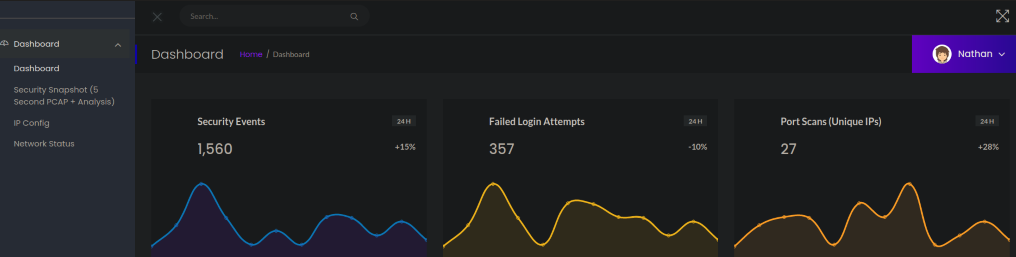 Search...
Dashboard
Dashboard
Security Snapshot (5
Second PCAP + Analysis)
IP Config
Network Status
Dashboard
Home / Dashboard
Nathan
Security Events
24 H
1,560
+15%
Failed Login Attempts
24 H
357
-10%
Port Scans (Unique IPs)
24 H
27
+28%